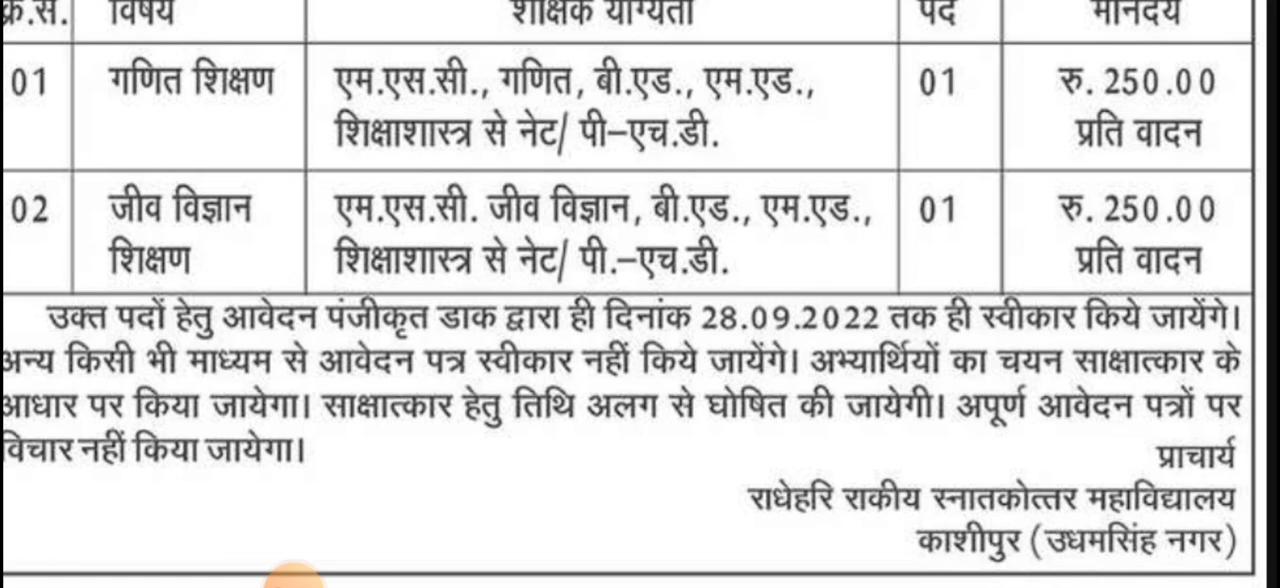 क्र.सं. विषय शैक्षिक योग्यता पद मानदेय
01 गणित शिक्षण एम.एस.सी., गणित, बी.एड., एम.एड., 01 रु. 250.00
शिक्षाशास्त्र से नेट/ पी–एच.डी. प्रति वादन
02 जीव विज्ञान एम.एस.सी. जीव विज्ञान, बी.एड., एम.एड., 01 रु. 250.00
शिक्षण शिक्षाशास्त्र से नेट/ पी.–एच.डी. प्रति वादन
उक्त पदों हेतु आवेदन पंजीकृत डाक द्वारा ही दिनांक 28.09.2022 तक ही स्वीकार किये जायेंगे।
अन्य किसी भी माध्यम से आवेदन पत्र स्वीकार नहीं किये जायेंगे। अभ्यार्थियों का चयन साक्षात्कार के
आधार पर किया जायेगा। साक्षात्कार हेतु तिथि अलग से घोषित की जायेगी। अपूर्ण आवेदन पत्रों पर
विचार नहीं किया जायेगा।
प्राचार्य
राधेहरि राकीय स्नातकोत्तर महाविद्यालय
काशीपुर (उधमसिंह नगर)